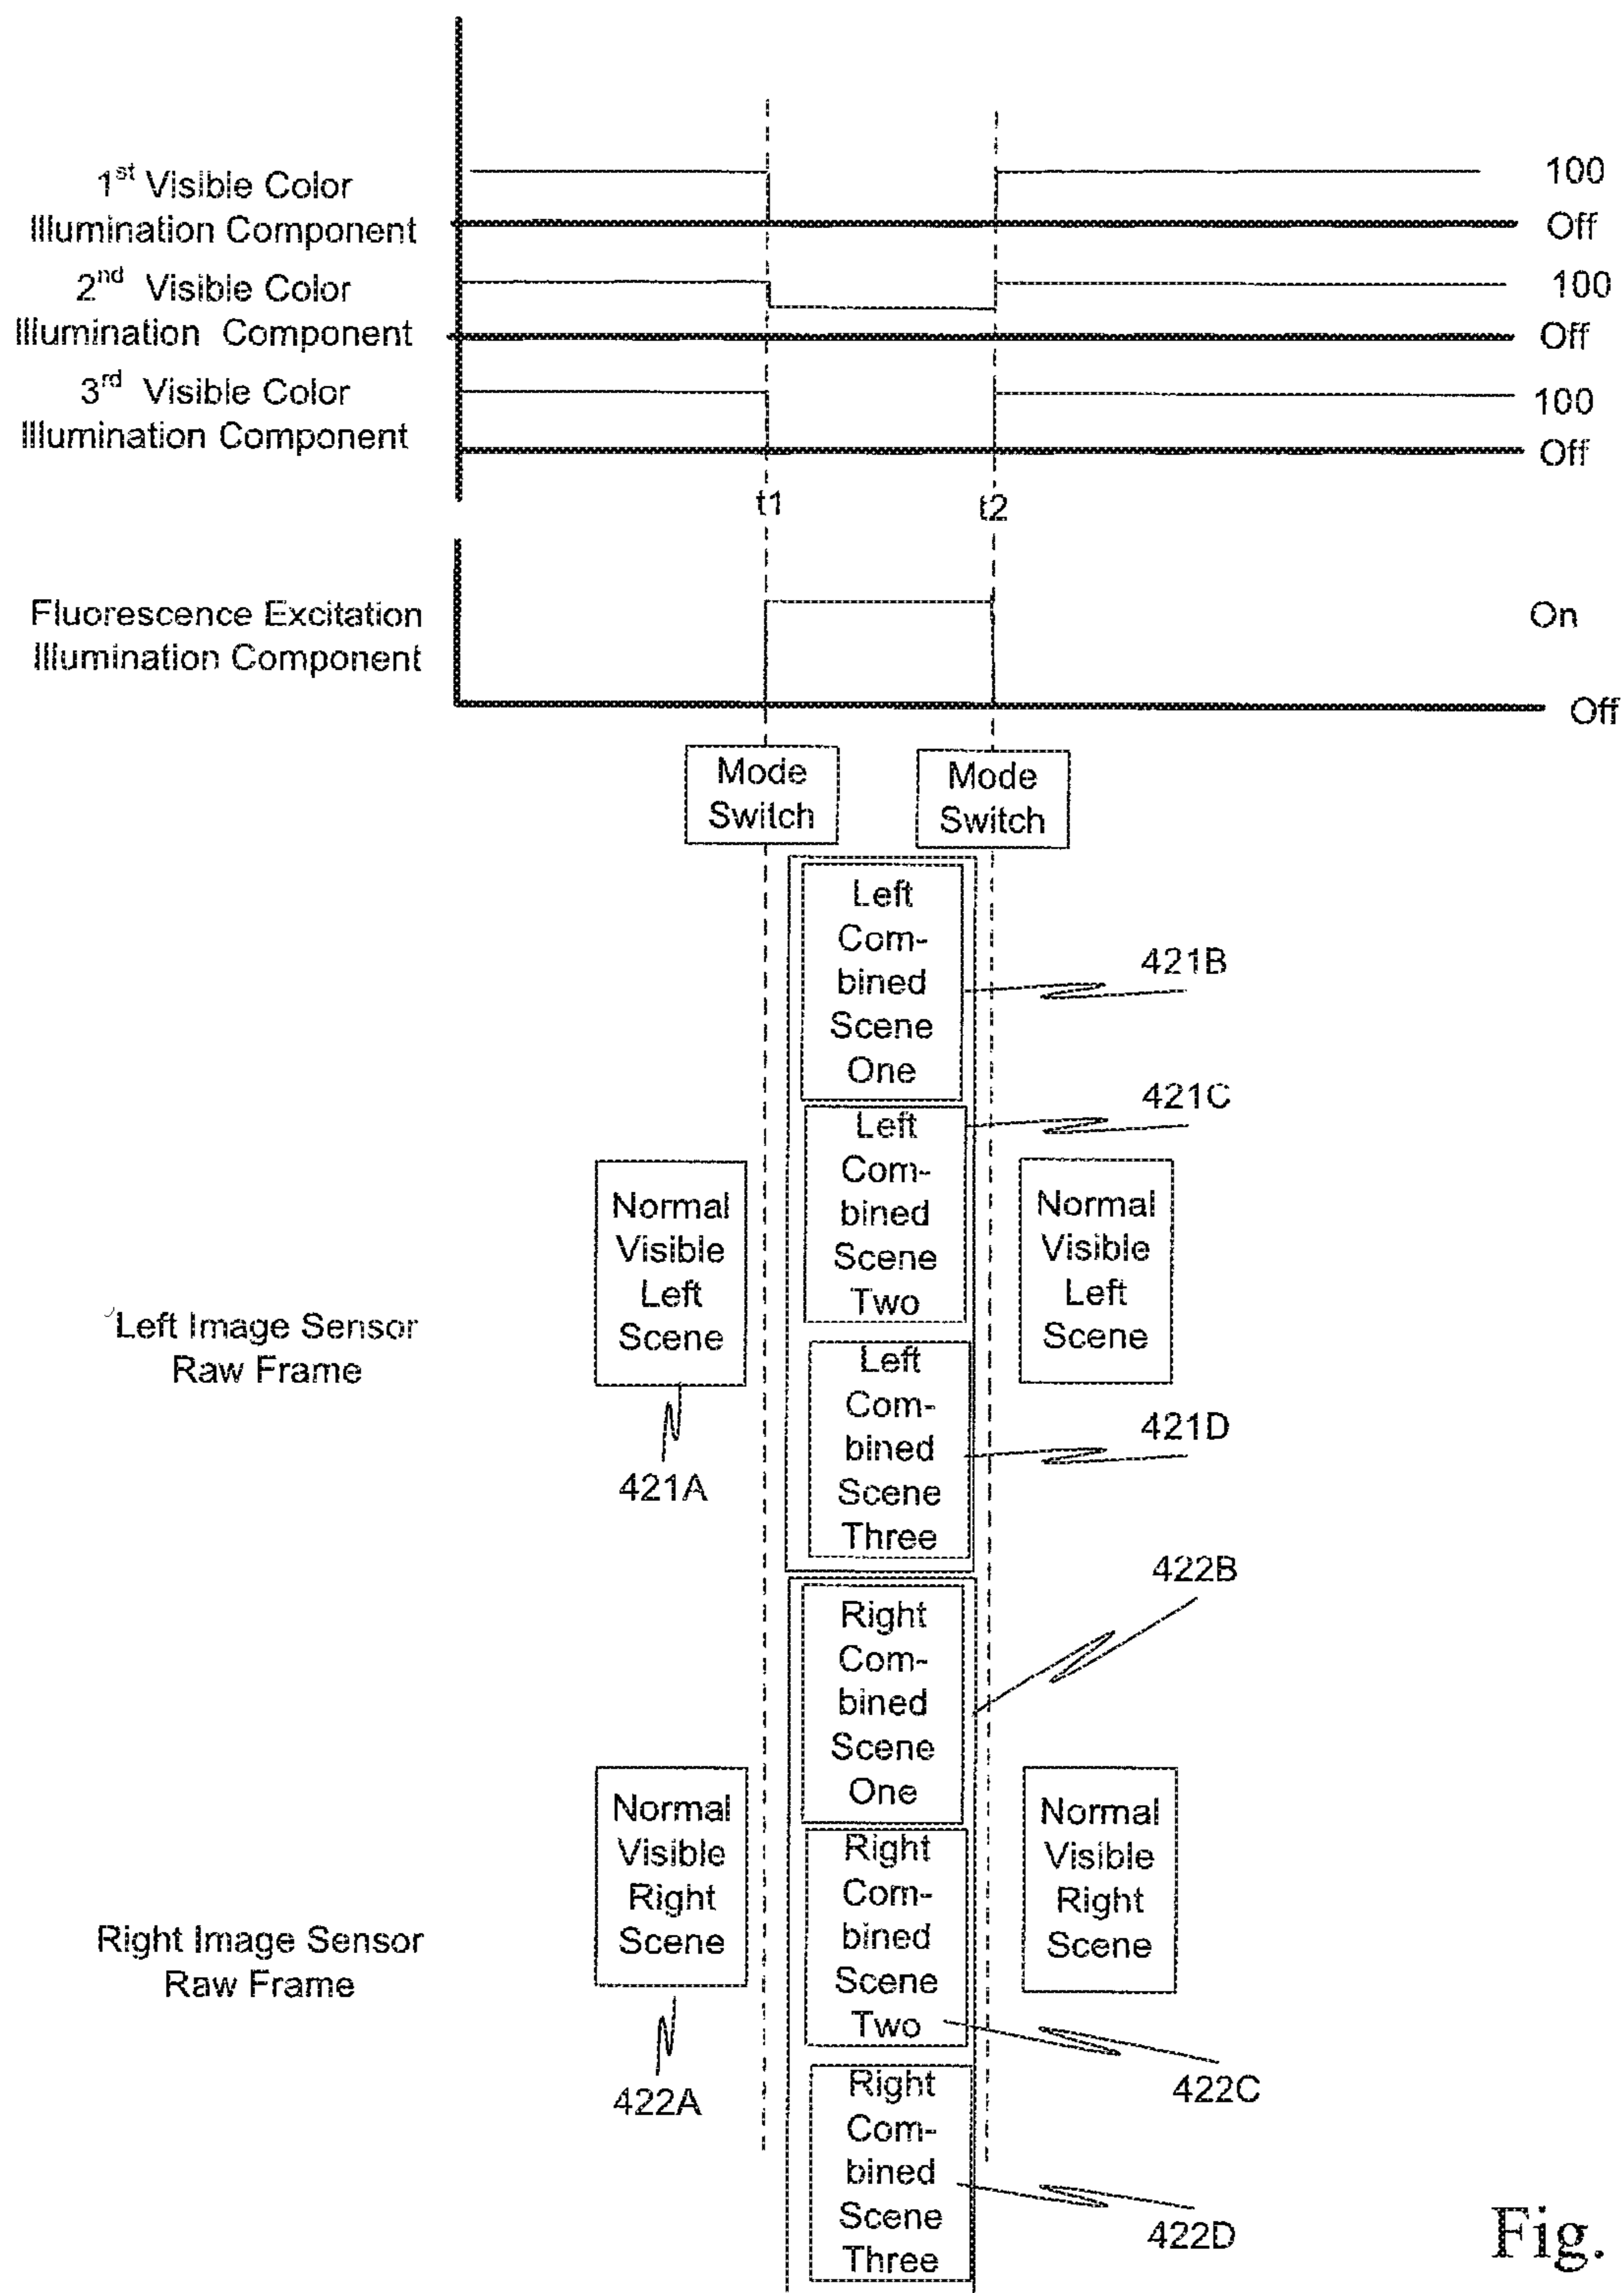 1st Visible Color
Illumination Component
100
Off
2nd Visible Color
Illumination Component
100
Off
3rd Visible Color
Illumination Component
100
Off
t1
t2
Fluorescence Excitation
Illumination Component
On
Off
Mode
Switch
Mode
Switch
Left
Com-
bined
Scene
One
421B
Left
Com-
bined
Scene
Two
421C
Normal
Visible
Left
Scene
Normal
Visible
Left
Scene
Left Image Sensor
Raw Frame
421A
Left
Com-
bined
Scene
Three
421D
Right
Com-
bined
Scene
One
422B
Normal
Visible
Right
Scene
Normal
Visible
Right
Scene
Right Image Sensor
Raw Frame
422A
Right
Com-
bined
Scene
Two
422C
Right
Com-
bined
Scene
Three
422D
Fig.